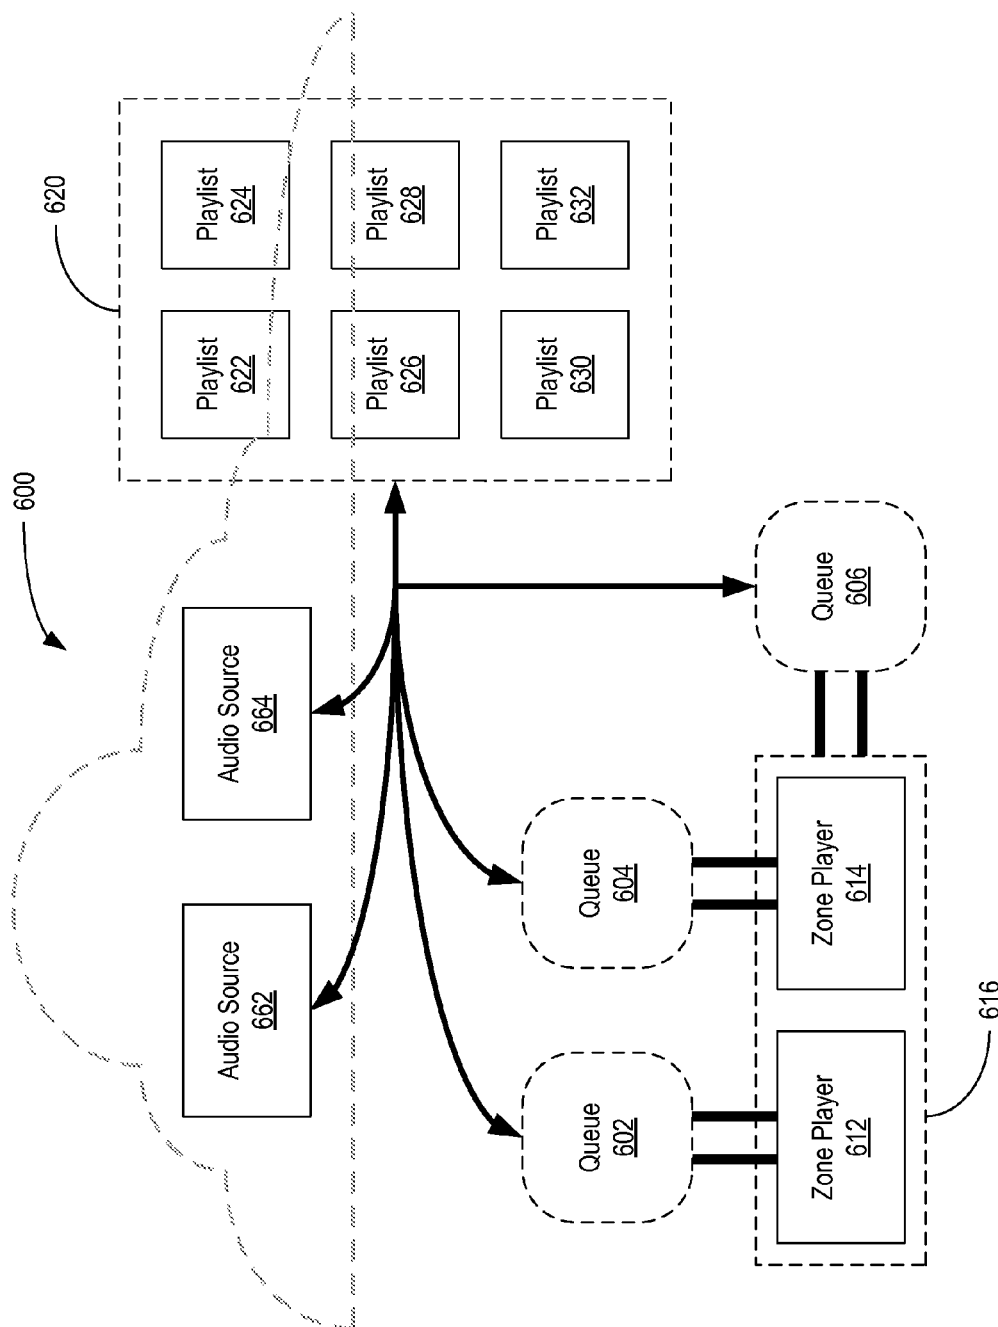 600
620
Audio Source
662
Audio Source
664
Playlist
622
Playlist
624
Playlist
626
Playlist
628
Playlist
630
Playlist
632
Queue
602
Queue
604
Queue
606
Zone Player
612
Zone Player
614
616